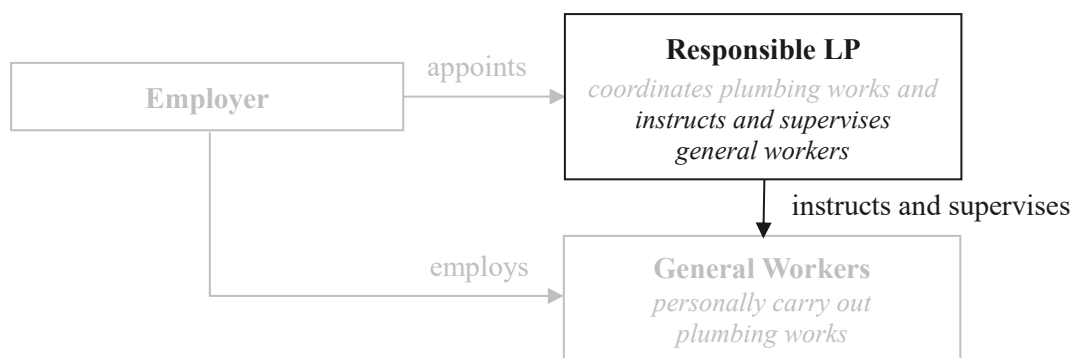 Responsible LP
appoints
coordinates plumbing works and
Employer
instructs and supervises
general workers
instructs and supervises
employs
General Workers
personally carry out
plumbing works